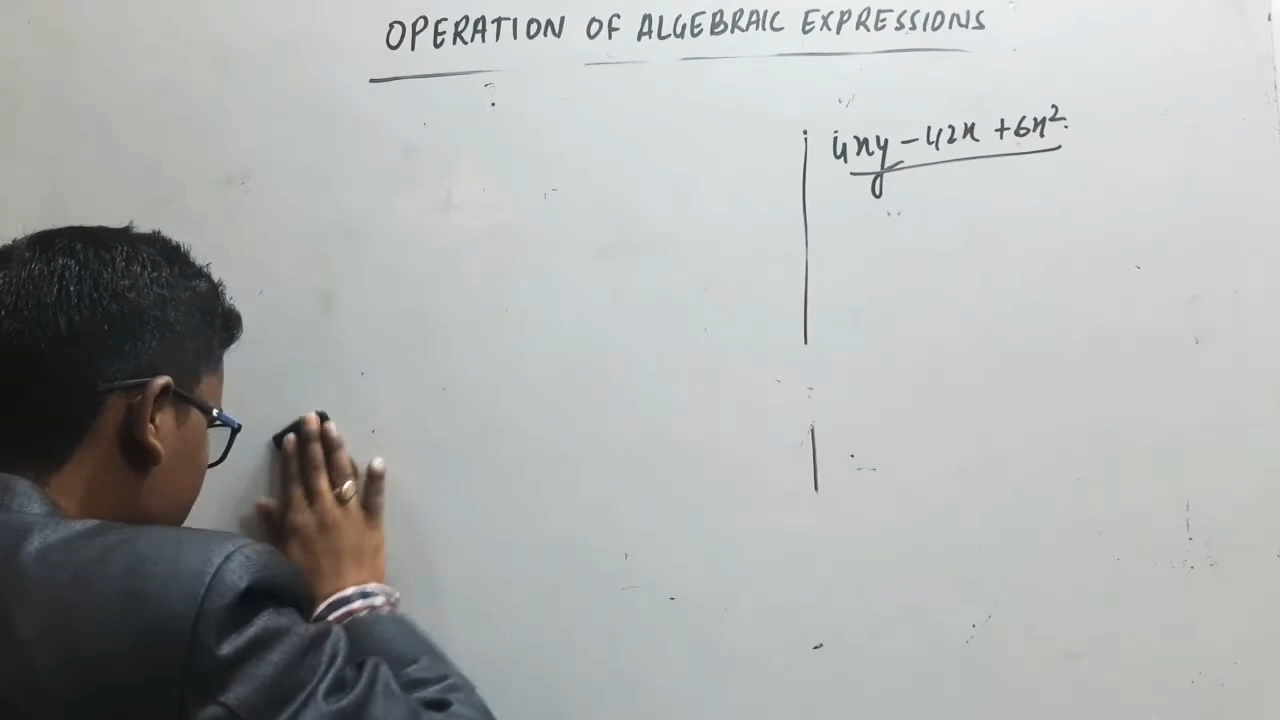 OPERATION OF ALGEBRAIC EXPRESSIONS
4xy - 42x + 6x².